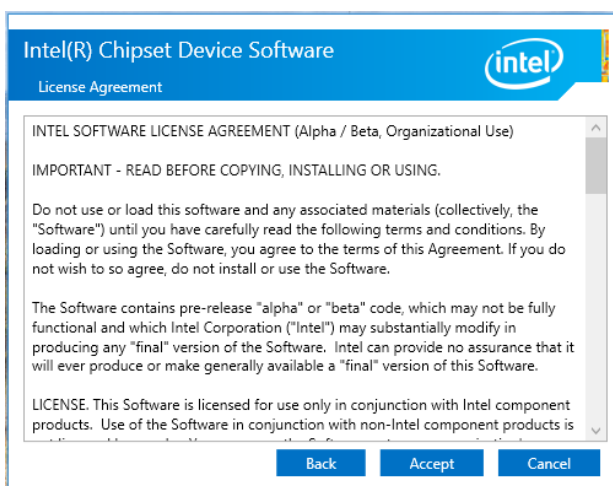 Intel(R) Chipset Device Software
intel
License Agreement
INTEL SOFTWARE LICENSE AGREEMENT (Alpha / Beta, Organizational Use)
IMPORTANT - READ BEFORE COPYING, INSTALLING OR USING.
Do not use or load this software and any associated materials (collectively, the
"Software") until you have carefully read the following terms and conditions. By
loading or using the Software, you agree to the terms of this Agreement. If you do
not wish to so agree, do not install or use the Software.
The Software contains pre-release "alpha" or "beta" code, which may not be fully
functional and which Intel Corporation ("Intel") may substantially modify in
producing any "final" version of the Software.  Intel can provide no assurance that it
will ever produce or make generally available a "final" version of this Software.
LICENSE. This Software is licensed for use only in conjunction with Intel component
products.  Use of the Software in conjunction with non-Intel component products is
Back
Accept
Cancel